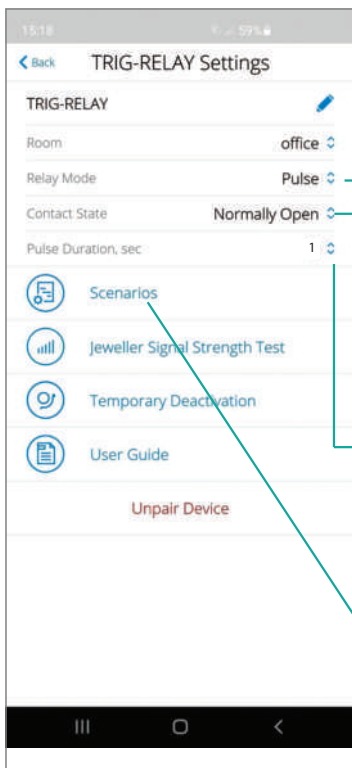 15:18 59%
Back TRIG-RELAY Settings
TRIG-RELAY
Room office
Relay Mode Pulse
Contact State Normally Open
Pulse Duration, sec 1
Scenarios
Jeweller Signal Strength Test
Temporary Deactivation
User Guide
Unpair Device